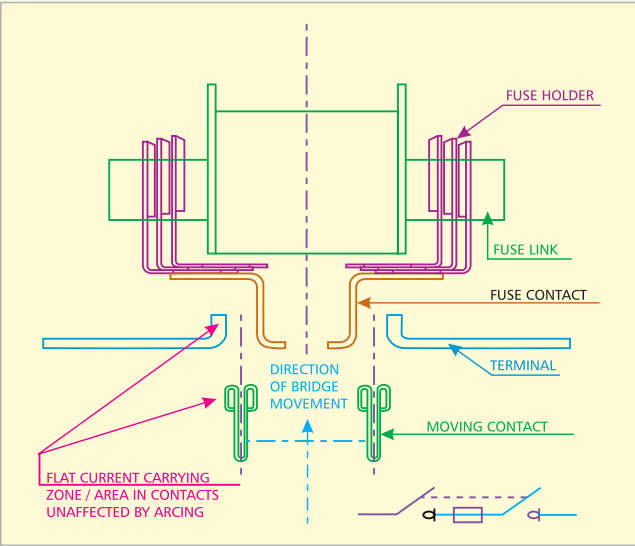 FUSE HOLDER
FUSE LINK
FUSE CONTACT
TERMINAL
DIRECTION
OF BRIDGE
MOVEMENT
MOVING CONTACT
FLAT CURRENT CARRYING
ZONE / AREA IN CONTACTS
UNAFFECTED BY ARCING